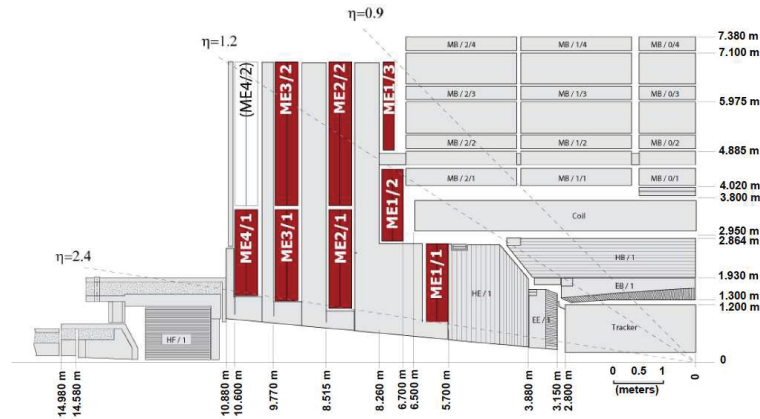 η=0.9
η=1.2
η=2.4
(ME4/2)
ME3/2
ME2/2
ME1/3
ME4/1
ME3/1
ME2/1
ME1/2
ME1/1
MB / 2/4
MB / 1/4
MB / 0/4
MB / 2/3
MB / 1/3
MB / 0/3
MB / 2/2
MB / 1/2
MB / 0/2
MB / 2/1
MB / 1/1
MB / 0/1
Coil
HB / 1
EB / 1
HE / 1
EE / 1
Tracker
HF / 1
7.380 m
7.100 m
5.975 m
4.885 m
4.020 m
3.800 m
2.950 m
2.864 m
1.930 m
1.300 m
1.200 m
0
0 0.5 1
(meters)
14.980 m
14.580 m
10.880 m
10.600 m
9.770 m
8.515 m
8.260 m
6.700 m
6.500 m
5.700 m
3.880 m
3.150 m
2.800 m
0